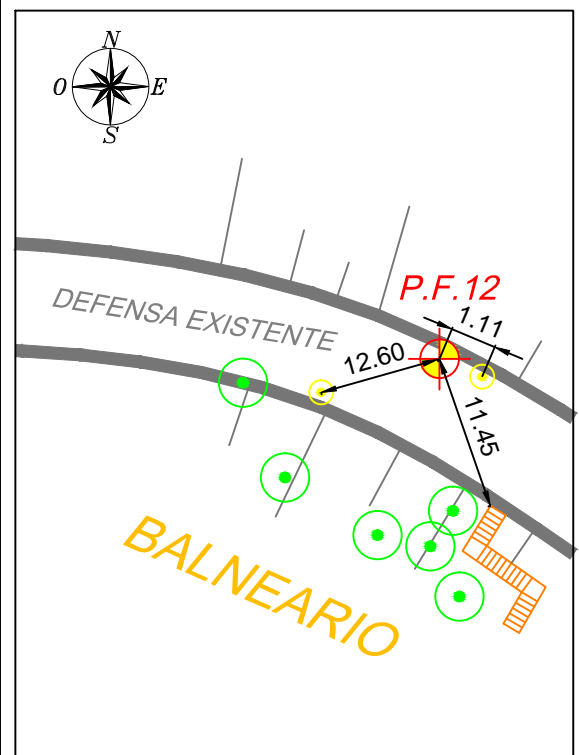 N
O E
S
P.F.12
1.11
DEFENSA EXISTENTE
12.60
11.45
BALNEARIO